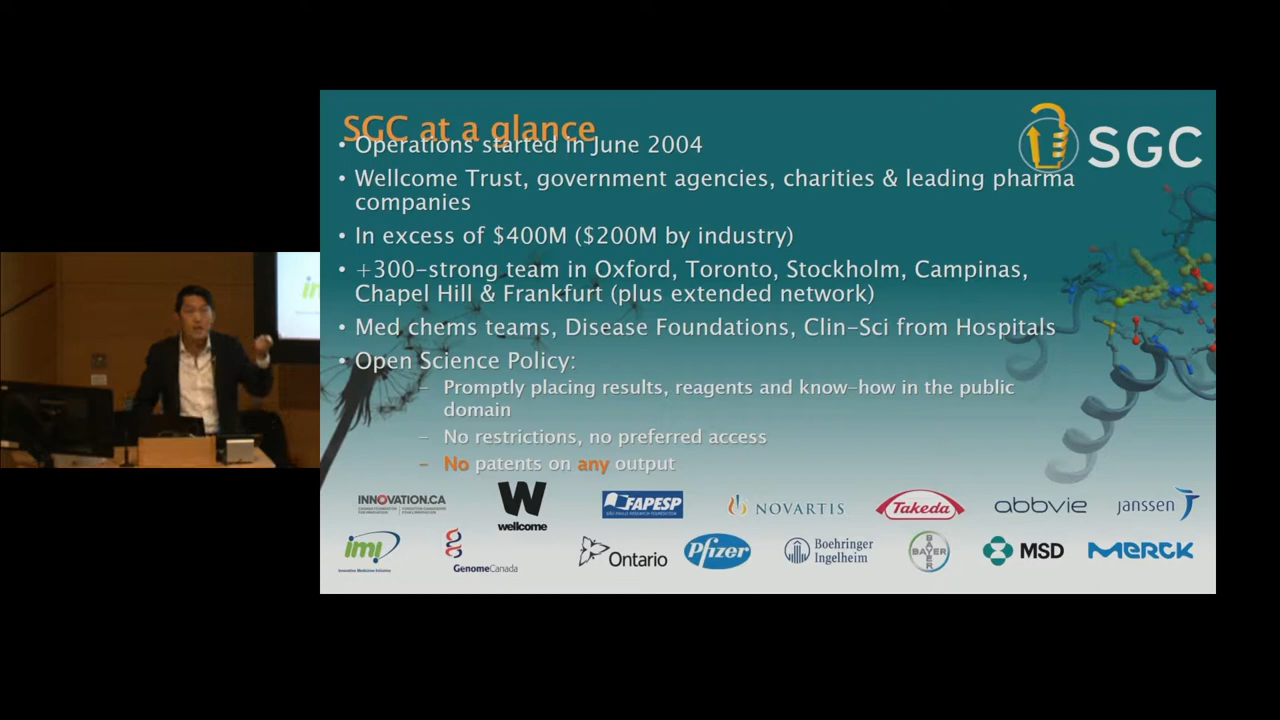 SGC at a glance
SGC
• Operations started in June 2004
• Wellcome Trust, government agencies, charities & leading pharma
companies
• In excess of $400M ($200M by industry)
• +300-strong team in Oxford, Toronto, Stockholm, Campinas,
Chapel Hill & Frankfurt (plus extended network)
• Med chems teams, Disease Foundations, Clin-Sci from Hospitals
• Open Science Policy:
– Promptly placing results, reagents and know-how in the public
domain
– No restrictions, no preferred access
– No patents on any output
INNOVATION.CA
W
wellcome
FAPESP
NOVARTIS
Takeda
abbvie
janssen
imi
GenomeCanada
Ontario
Pfizer
Boehringer
Ingelheim
BAYER
BAYER
MSD
MERCK